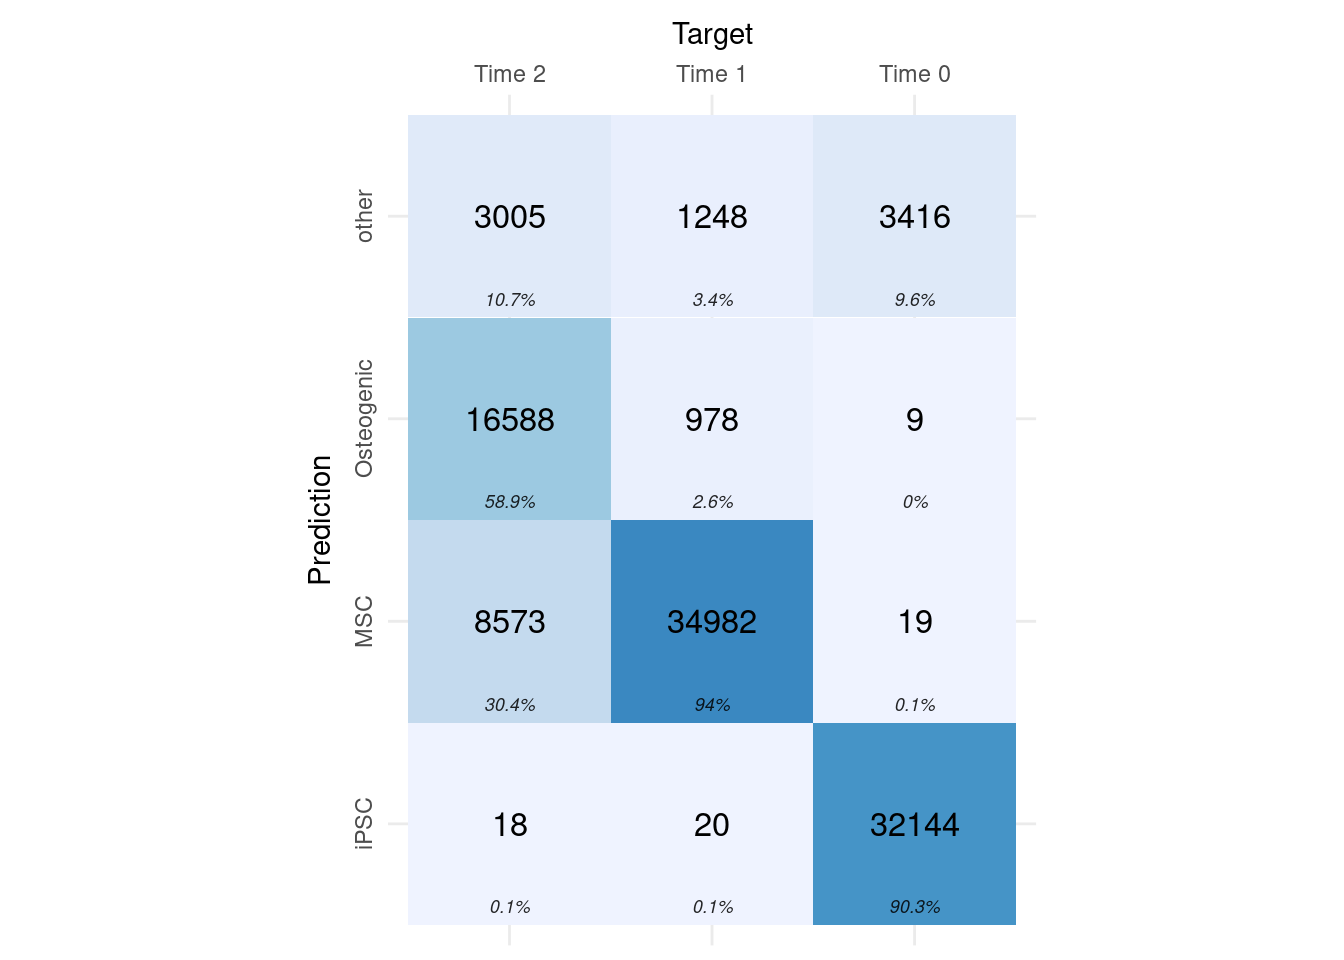 Target
Time 2 Time 1 Time 0
other
3005 1248 3416
10.7% 3.4% 9.6%
Osteogenic
16588 978 9
58.9% 2.6% 0%
Prediction
MSC
8573 34982 19
30.4% 94% 0.1%
iPSC
18 20 32144
0.1% 0.1% 90.3%